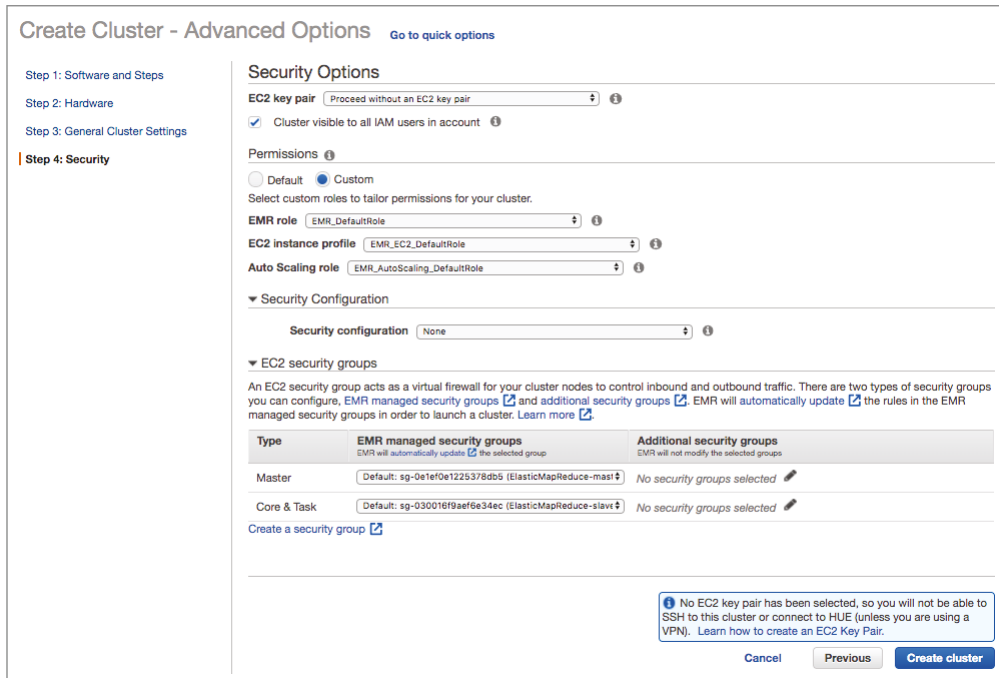 Create Cluster - Advanced Options Go to quick options
Step 1: Software and Steps
Step 2: Hardware
Step 3: General Cluster Settings
Step 4: Security
Security Options
EC2 key pair Proceed without an EC2 key pair
Cluster visible to all IAM users in account
Permissions
Default Custom
Select custom roles to tailor permissions for your cluster.
EMR role EMR_DefaultRole
EC2 instance profile EMR_EC2_DefaultRole
Auto Scaling role EMR_AutoScaling_DefaultRole
Security Configuration
Security configuration None
EC2 security groups
An EC2 security group acts as a virtual firewall for your cluster nodes to control inbound and outbound traffic. There are two types of security groups
you can configure, EMR managed security groups and additional security groups. EMR will automatically update the rules in the EMR
managed security groups in order to launch a cluster. Learn more.
Type EMR managed security groups Additional security groups
EMR will automatically update the selected group EMR will not modify the selected groups
Master Default: sg-0e1ef0e1225378db5 (ElasticMapReduce-mast No security groups selected
Core & Task Default: sg-030016f9aef6e34ec (ElasticMapReduce-slave No security groups selected
Create a security group
No EC2 key pair has been selected, so you will not be able to
SSH to this cluster or connect to HUE (unless you are using a
VPN). Learn how to create an EC2 Key Pair.
Cancel Previous Create cluster